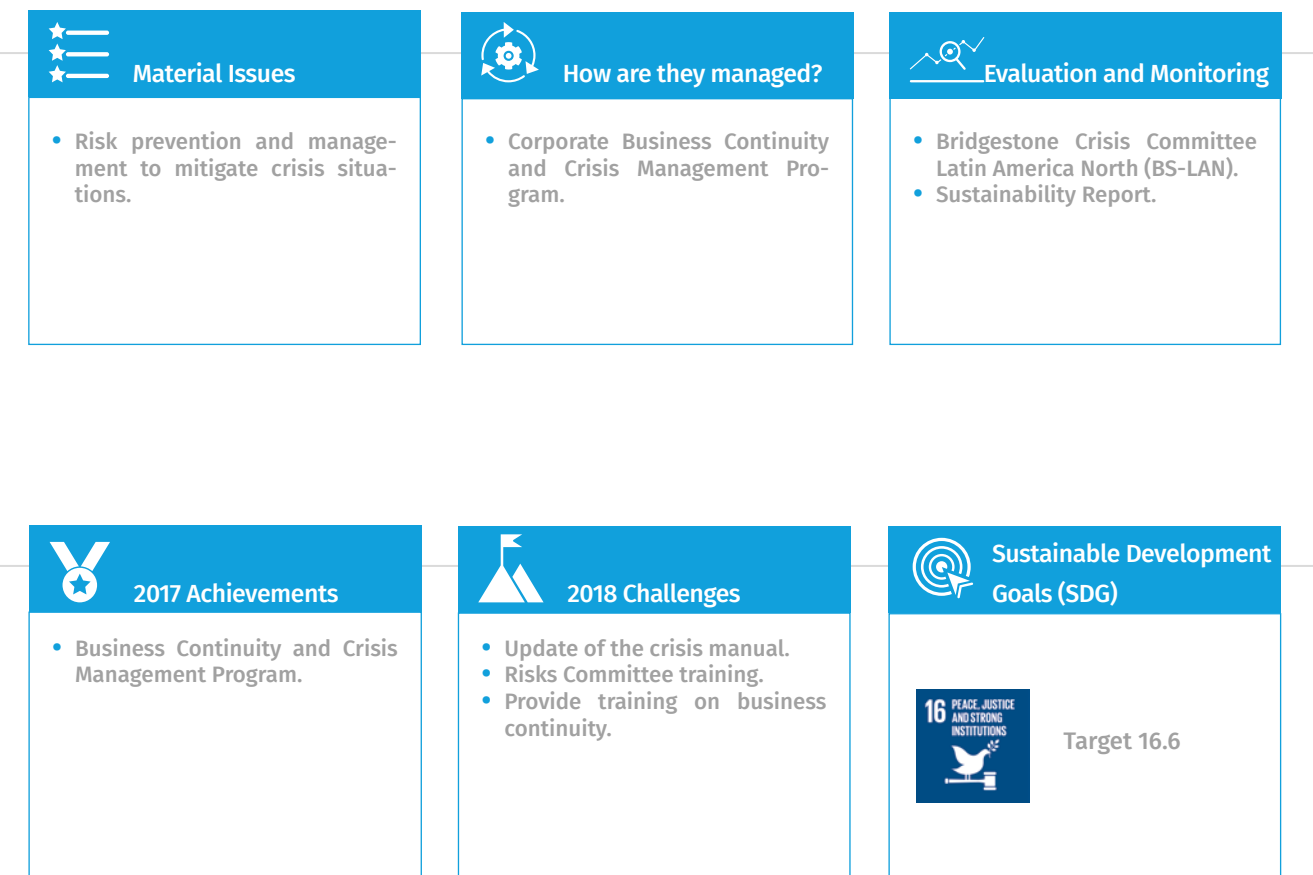 Material Issues
• Risk prevention and manage-
ment to mitigate crisis situa-
tions.
How are they managed?
• Corporate Business Continuity
and Crisis Management Pro-
gram.
Evaluation and Monitoring
• Bridgestone Crisis Committee
Latin America North (BS-LAN).
• Sustainability Report.
2017 Achievements
• Business Continuity and Crisis
Management Program.
2018 Challenges
• Update of the crisis manual.
• Risks Committee training.
• Provide training on business
continuity.
Sustainable Development
Goals (SDG)
16 PEACE, JUSTICE
AND STRONG
INSTITUTIONS
Target 16.6